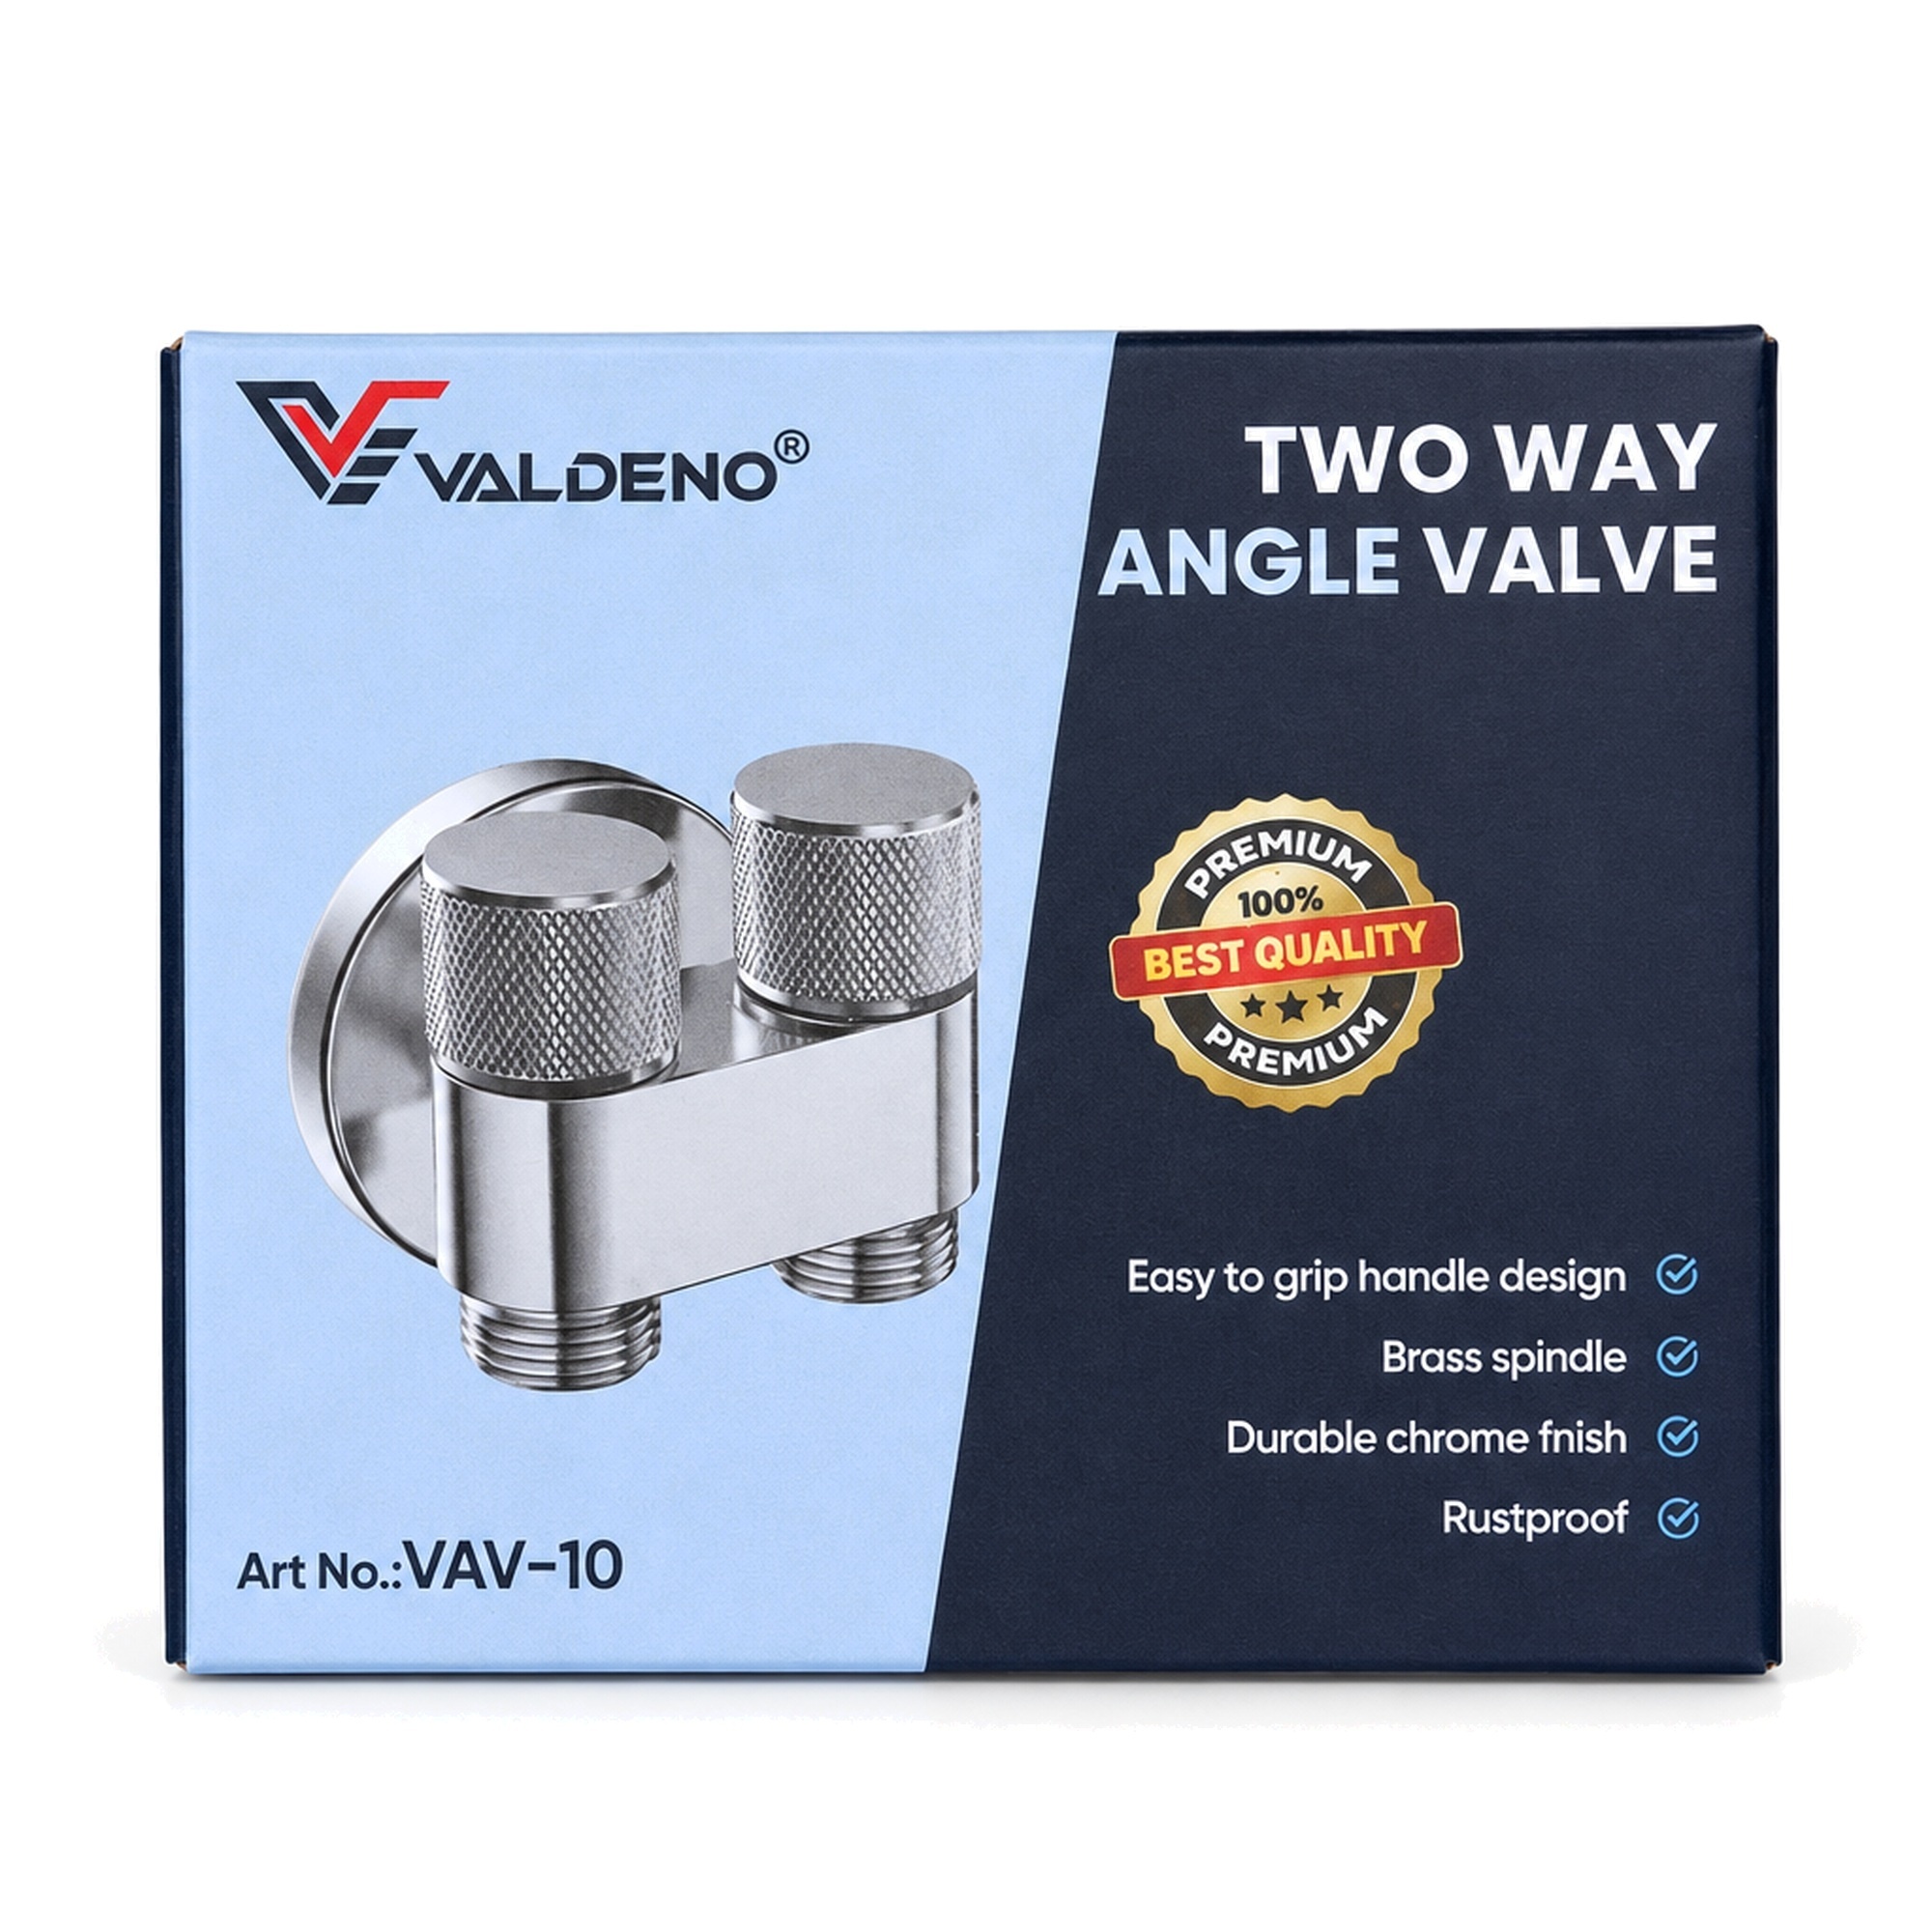 VALDENO®
TWO WAY
ANGLE VALVE
PREMIUM
100%
BEST QUALITY
PREMIUM
Easy to grip handle design
Brass spindle
Durable chrome fnish
Rustproof
Art No.:VAV-10